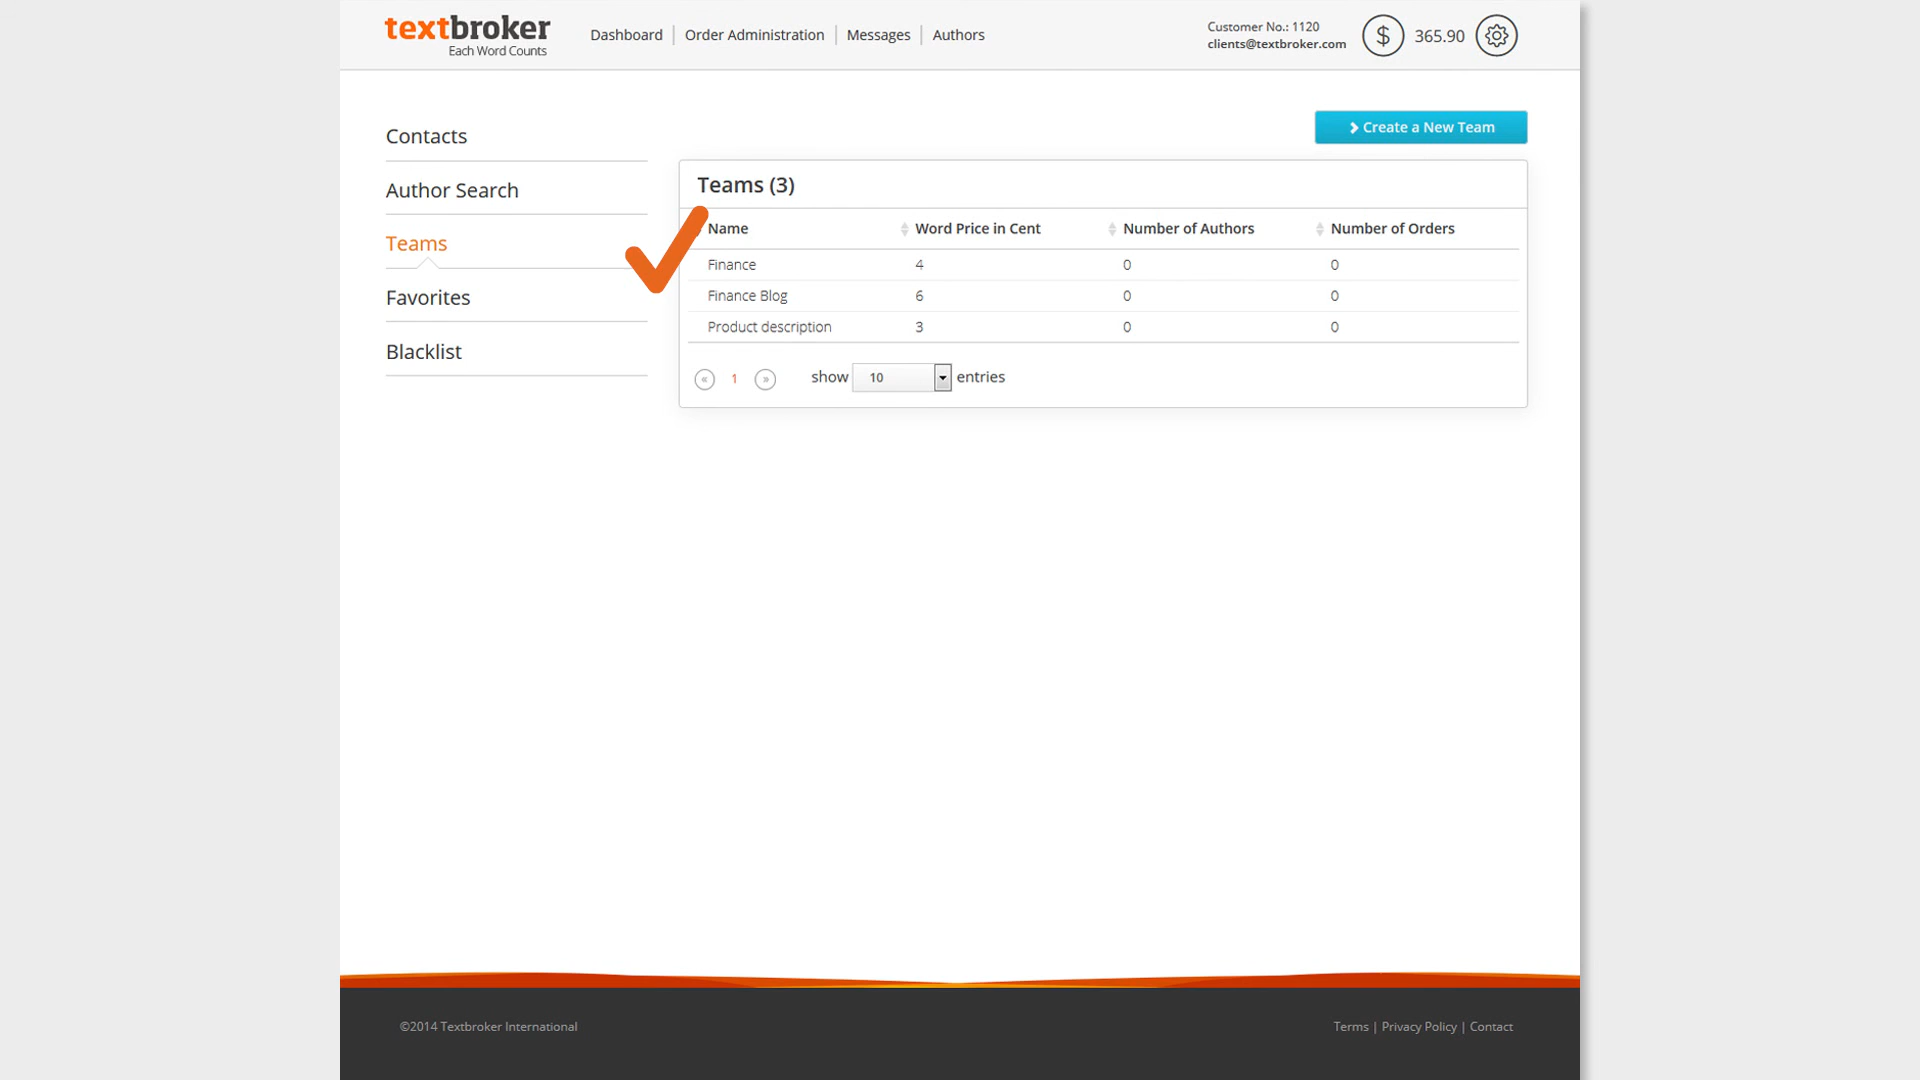 textbroker
Each Word Counts
Dashboard
Order Administration
Messages
Authors
Customer No.: 1120
clients@textbroker.com
$
365.90
Contacts
Author Search
Teams
Favorites
Blacklist
Create a New Team
Teams (3)
Name Word Price in Cent Number of Authors Number of Orders
Finance 4 0 0
Finance Blog 6 0 0
Product description 3 0 0
« 1 » show 10 entries
©2014 Textbroker International
Terms | Privacy Policy | Contact